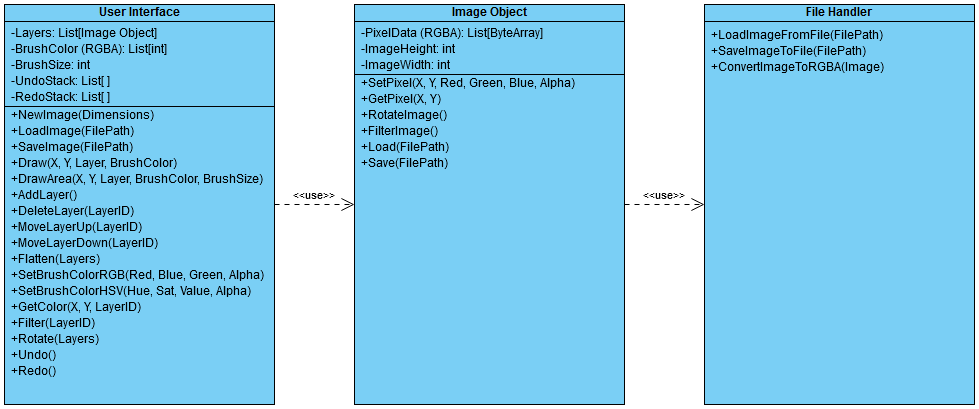 User Interface
-Layers: List[Image Object]
-BrushColor (RGBA): List[int]
-BrushSize: int
-UndoStack: List[ ]
-RedoStack: List[ ]
+NewImage(Dimensions)
+LoadImage(FilePath)
+SaveImage(FilePath)
+Draw(X, Y, Layer, BrushColor)
+DrawArea(X, Y, Layer, BrushColor, BrushSize)
+AddLayer()
+DeleteLayer(LayerID)
+MoveLayerUp(LayerID)
+MoveLayerDown(LayerID)
+Flatten(Layers)
+SetBrushColorRGB(Red, Blue, Green, Alpha)
+SetBrushColorHSV(Hue, Sat, Value, Alpha)
+GetColor(X, Y, LayerID)
+Filter(LayerID)
+Rotate(Layers)
+Undo()
+Redo()
<<use>>
Image Object
-PixelData (RGBA): List[ByteArray]
-ImageHeight: int
-ImageWidth: int
+SetPixel(X, Y, Red, Green, Blue, Alpha)
+GetPixel(X, Y)
+RotateImage()
+FilterImage()
+Load(FilePath)
+Save(FilePath)
<<use>>
File Handler
+LoadImageFromFile(FilePath)
+SaveImageToFile(FilePath)
+ConvertImageToRGBA(Image)